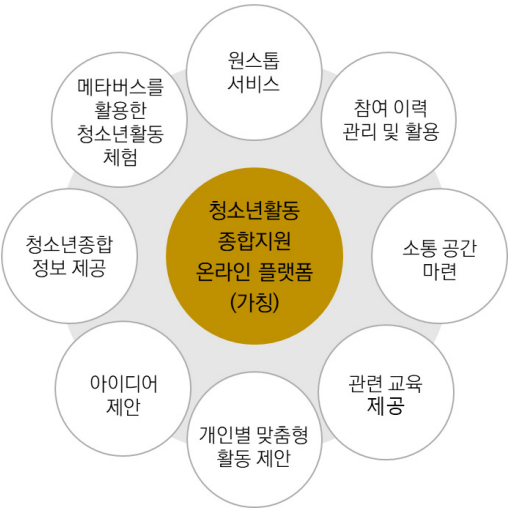 원스톱
서비스
참여 이력
관리 및 활용
소통 공간
마련
관련 교육
제공
개인별 맞춤형
활동 제안
아이디어
제안
청소년종합
정보 제공
메타버스를
활용한
청소년활동
체험
청소년활동
종합지원
온라인 플랫폼
(가칭)